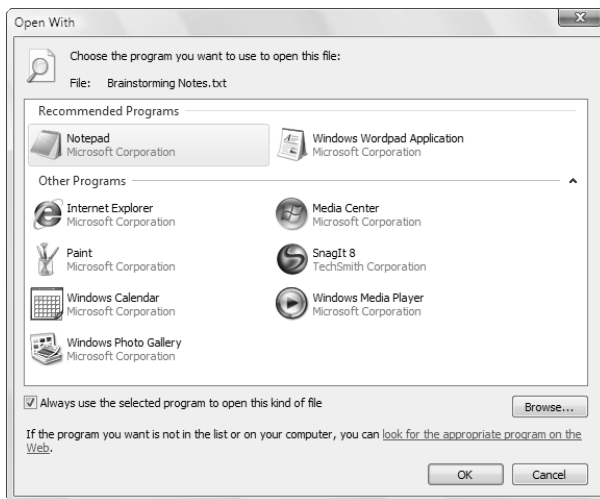 Open With
Choose the program you want to use to open this file:
File: Brainstorming Notes.txt
Recommended Programs
Notepad
Microsoft Corporation
Windows Wordpad Application
Microsoft Corporation
Other Programs
Internet Explorer
Microsoft Corporation
Media Center
Microsoft Corporation
Paint
Microsoft Corporation
SnagIt 8
TechSmith Corporation
Windows Calendar
Microsoft Corporation
Windows Media Player
Microsoft Corporation
Windows Photo Gallery
Microsoft Corporation
Always use the selected program to open this kind of file
Browse...
If the program you want is not in the list or on your computer, you can look for the appropriate program on the
Web.
OK
Cancel